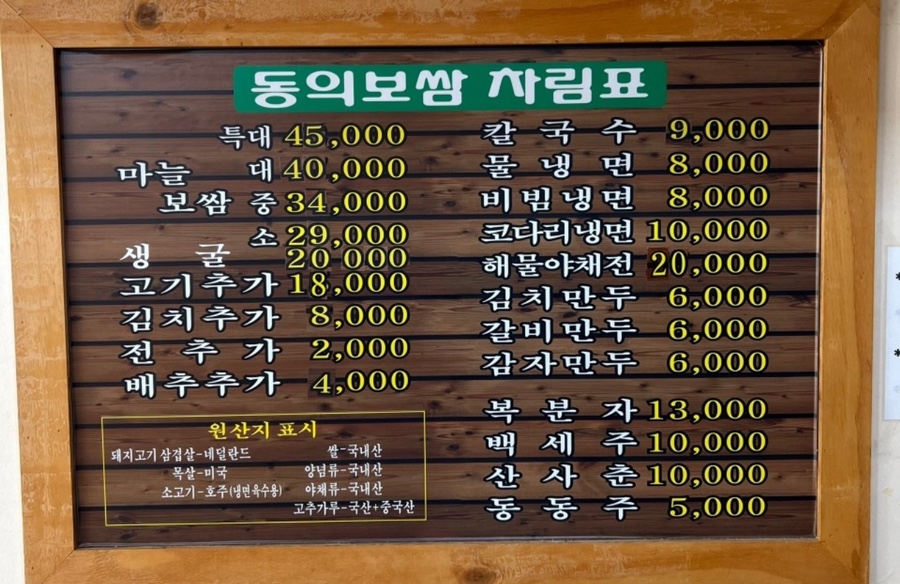 동의보쌈 차림표
특대 45,000
마늘 대 40,000
보쌈 중 34,000
소 29,000
생굴 20 000
고기추가 18,000
김치추가 8,000
전추가 2,000
배추추가 4,000
원산지 표시
돼지고기 삼겹살-네덜란드
목살-미국
소고기-호주(냉면육수용)
쌀-국내산
양념류-국내산
야채류-국내산
고추가루-국산+중국산
칼국수 9,000
물냉면 8,000
비빔냉면 8,000
코다리냉면 10,000
해물야채전 20,000
김치만두 6,000
갈비만두 6,000
감자만두 6,000
복분자 13,000
백세주 10,000
산사춘 10,000
동동주 5,000